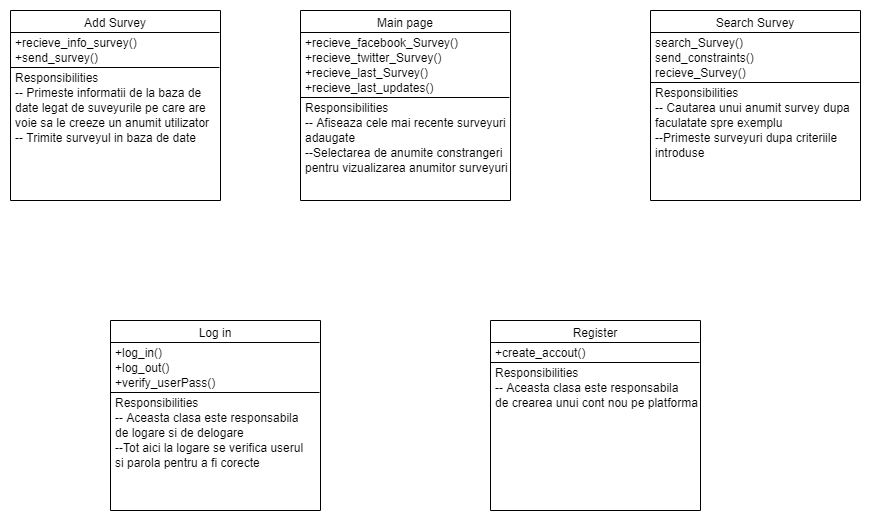 Add Survey
+recieve_info_survey()
+send_survey()
Responsibilities
-- Primeste informatii de la baza de
date legat de suveyurile pe care are
voie sa le creeze un anumit utilizator
-- Trimite surveyul in baza de date
Main page
+recieve_facebook_Survey()
+recieve_twitter_Survey()
+recieve_last_Survey()
+recieve_last_updates()
Responsibilities
-- Afiseaza cele mai recente surveyuri
adaugate
--Selectarea de anumite constrangeri
pentru vizualizarea anumitor surveyuri
Search Survey
search_Survey()
send_constraints()
recieve_Survey()
Responsibilities
-- Cautarea unui anumit survey dupa
faculatate spre exemplu
--Primeste surveyuri dupa criteriile
introduse
Log in
+log_in()
+log_out()
+verify_userPass()
Responsibilities
-- Aceasta clasa este responsabila
de logare si de delogare
--Tot aici la logare se verifica userul
si parola pentru a fi corecte
Register
+create_accout()
Responsibilities
-- Aceasta clasa este responsabila
de crearea unui cont nou pe platforma